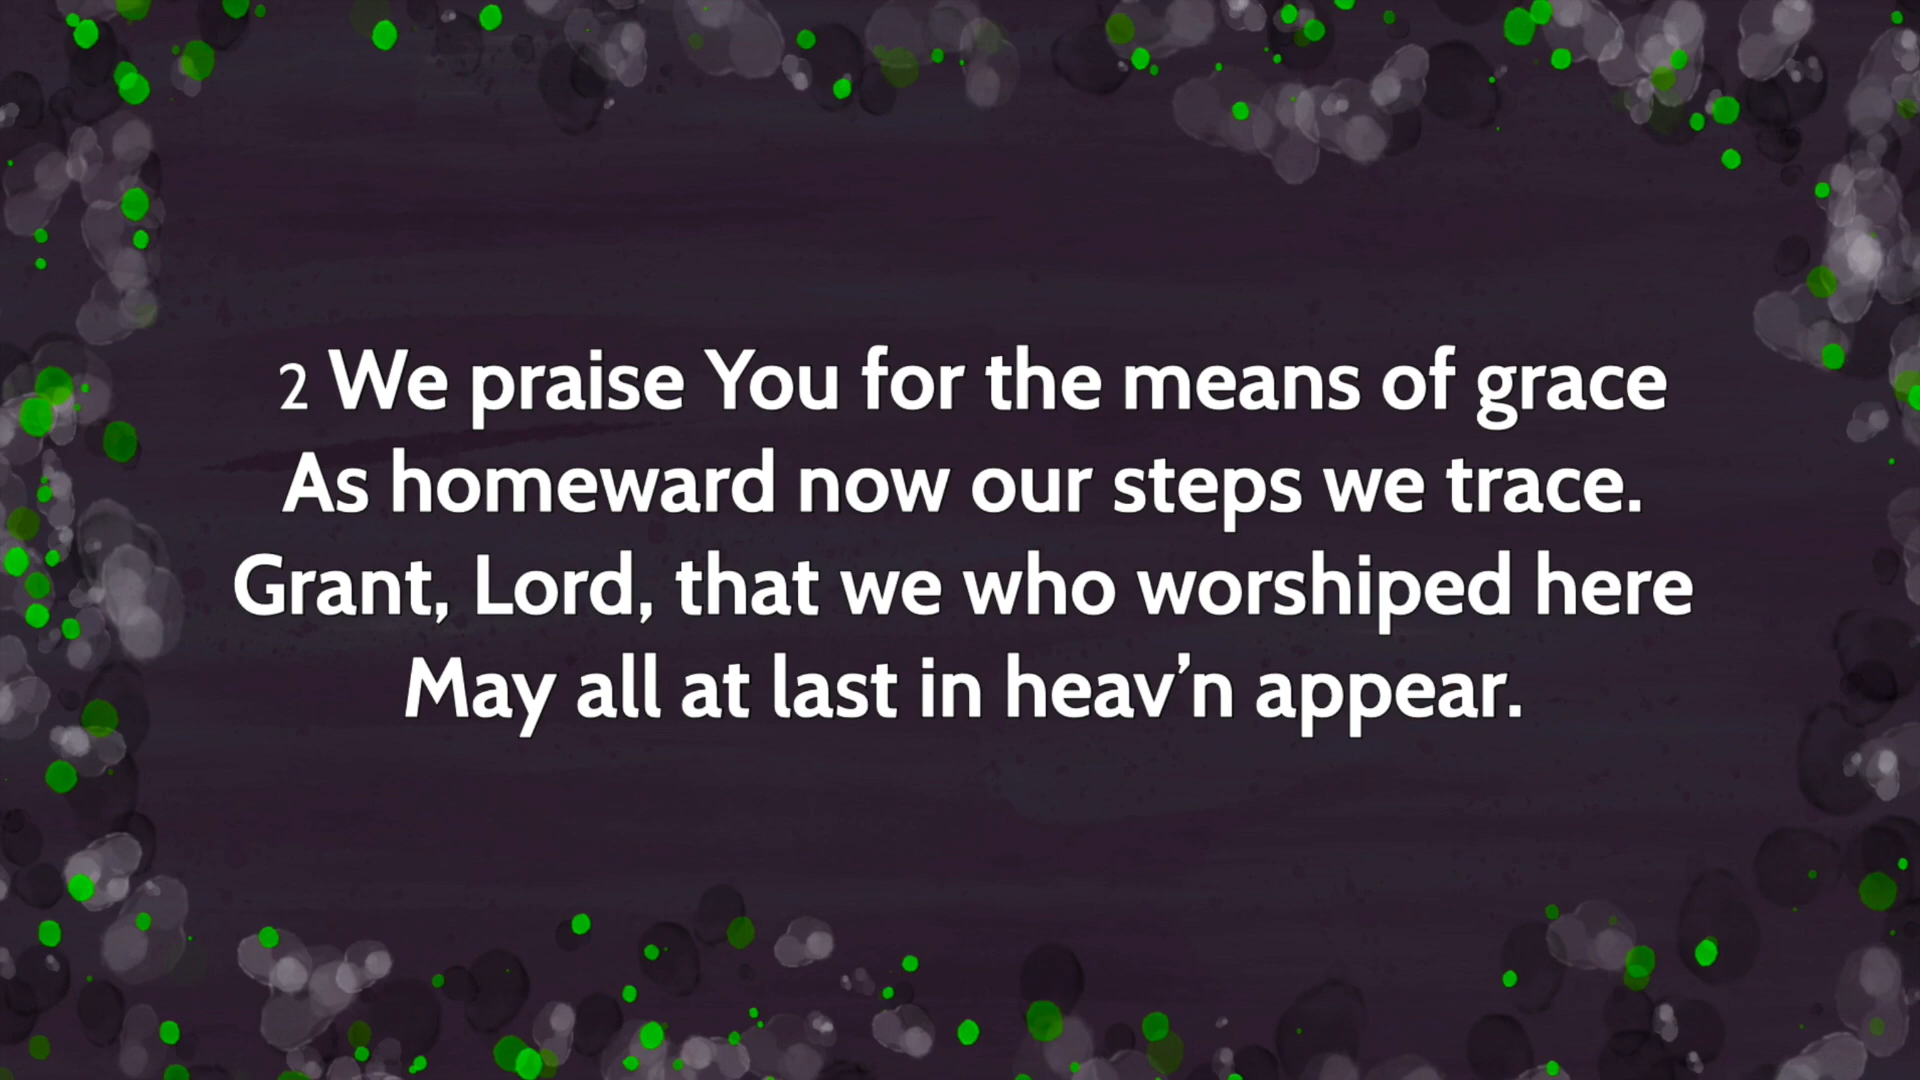 2 We praise You for the means of grace
As homeward now our steps we trace.
Grant, Lord, that we who worshiped here
May all at last in heav’n appear.